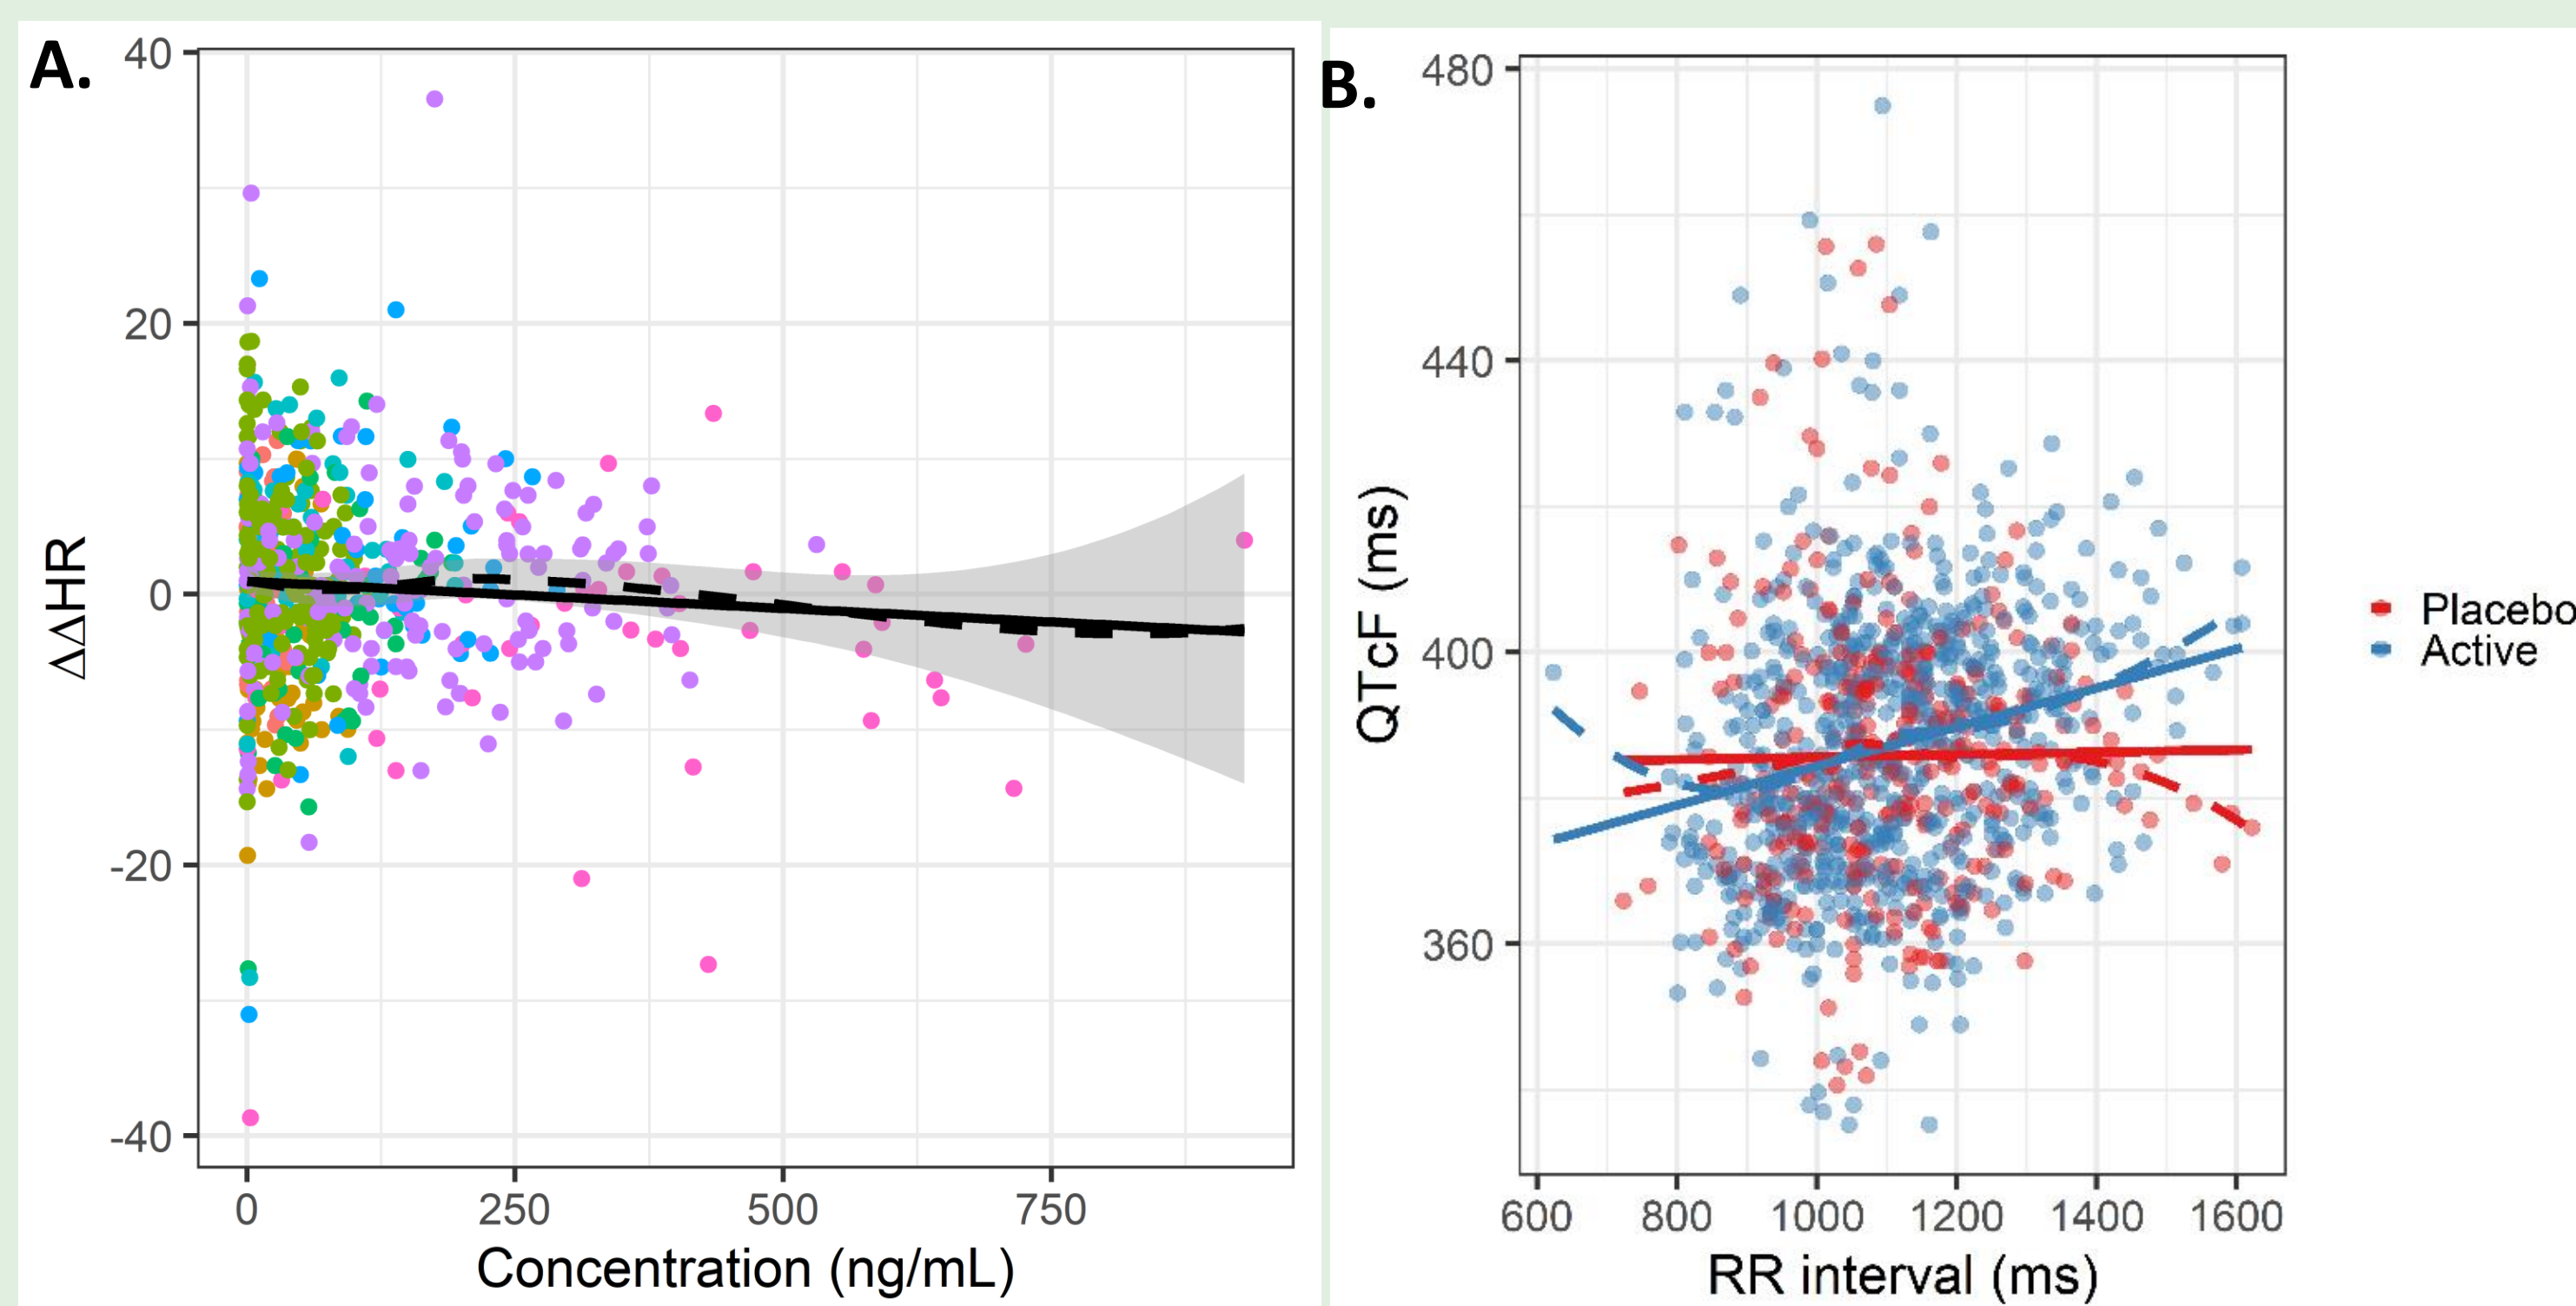 A.
40
20
0
-20
-40
ΔΔHR
0 250 500 750
Concentration (ng/mL)
B.
480
440
400
360
QTcF (ms)
600 800 1000 1200 1400 1600
RR interval (ms)
Placebo
Active